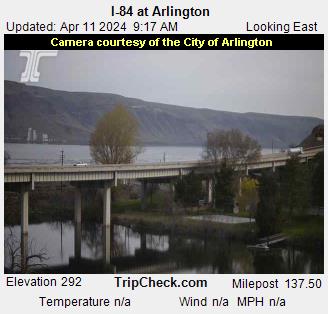 I-84 at Arlington
Updated: Apr 11 2024 9:17 AM Looking East
Camera courtesy of the City of Arlington
Elevation 292 TripCheck.com Milepost 137.50
Temperature n/a Wind n/a MPH n/a